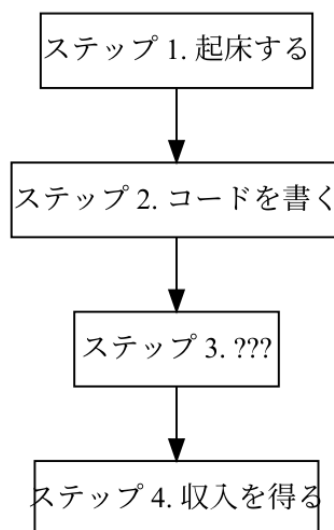 ステップ 1. 起床する
ステップ 2. コードを書く
ステップ 3. ???
ステップ 4. 収入を得る